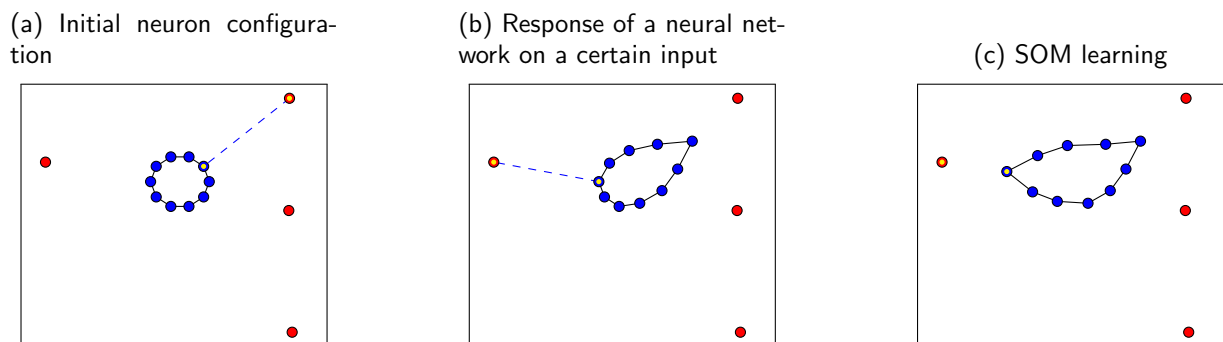 (a) Initial neuron configura-
tion
(b) Response of a neural net-
work on a certain input
(c) SOM learning